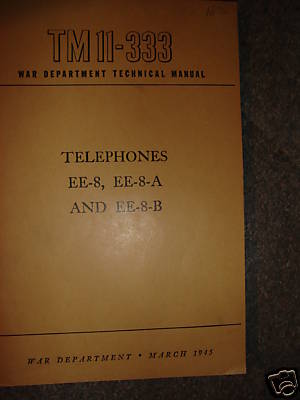 TM 11-333
WAR DEPARTMENT TECHNICAL MANUAL
TELEPHONES
EE-8, EE-8-A
AND EE-8-B
WAR DEPARTMENT • MARCH 1945